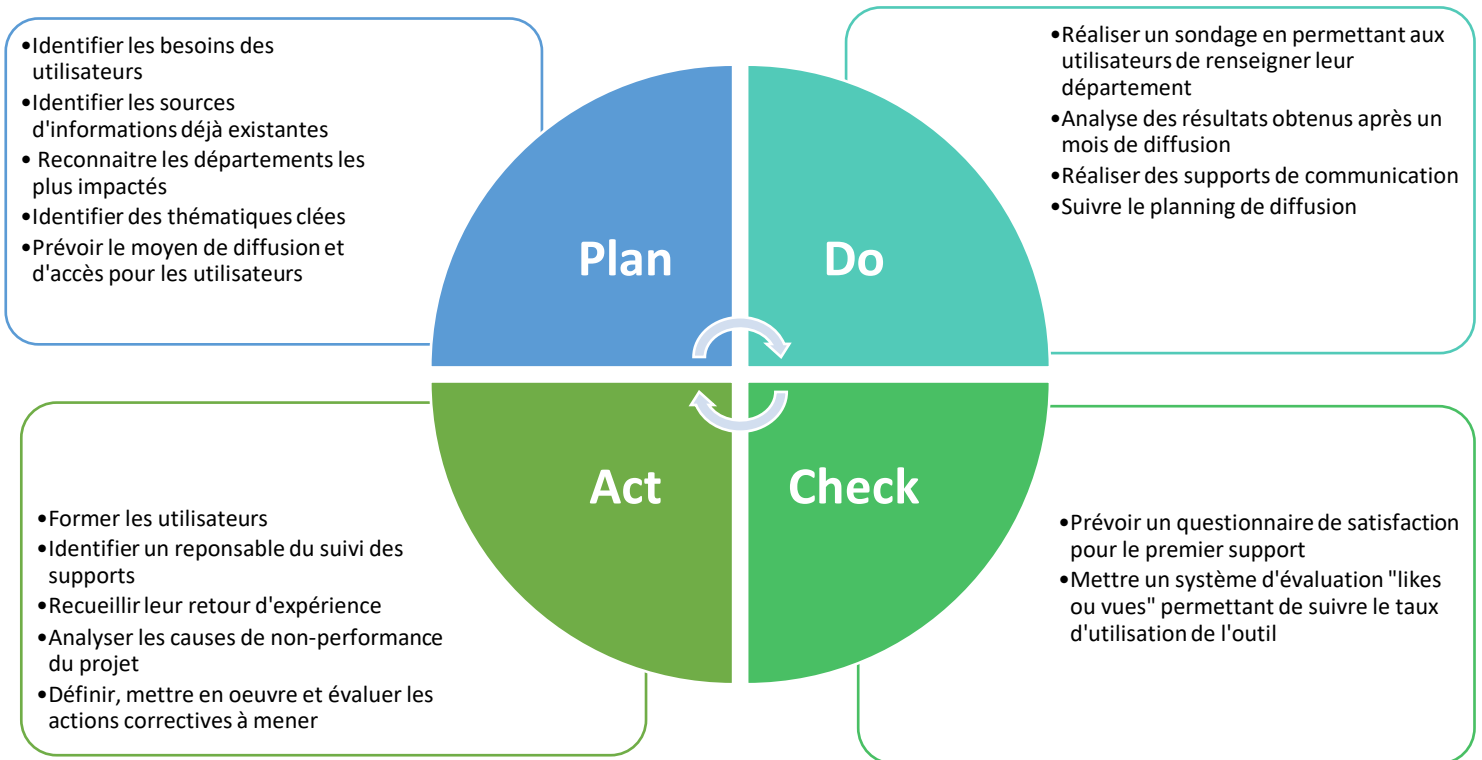 •Identifier les besoins des
utilisateurs
•Identifier les sources
d'informations déjà existantes
• Reconnaitre les départements les
plus impactés
•Identifier des thématiques clées
•Prévoir le moyen de diffusion et
d'accès pour les utilisateurs
Plan
•Réaliser un sondage en permettant aux
utilisateurs de renseigner leur
département
•Analyse des résultats obtenus après un
mois de diffusion
•Réaliser des supports de communication
•Suivre le planning de diffusion
Do
•Former les utilisateurs
•Identifier un reponsable du suivi des
supports
•Recueillir leur retour d'expérience
•Analyser les causes de non-performance
du projet
•Définir, mettre en oeuvre et évaluer les
actions correctives à mener
Act
Check
•Prévoir un questionnaire de satisfaction
pour le premier support
•Mettre un système d'évaluation "likes
ou vues" permettant de suivre le taux
d'utilisation de l'outil